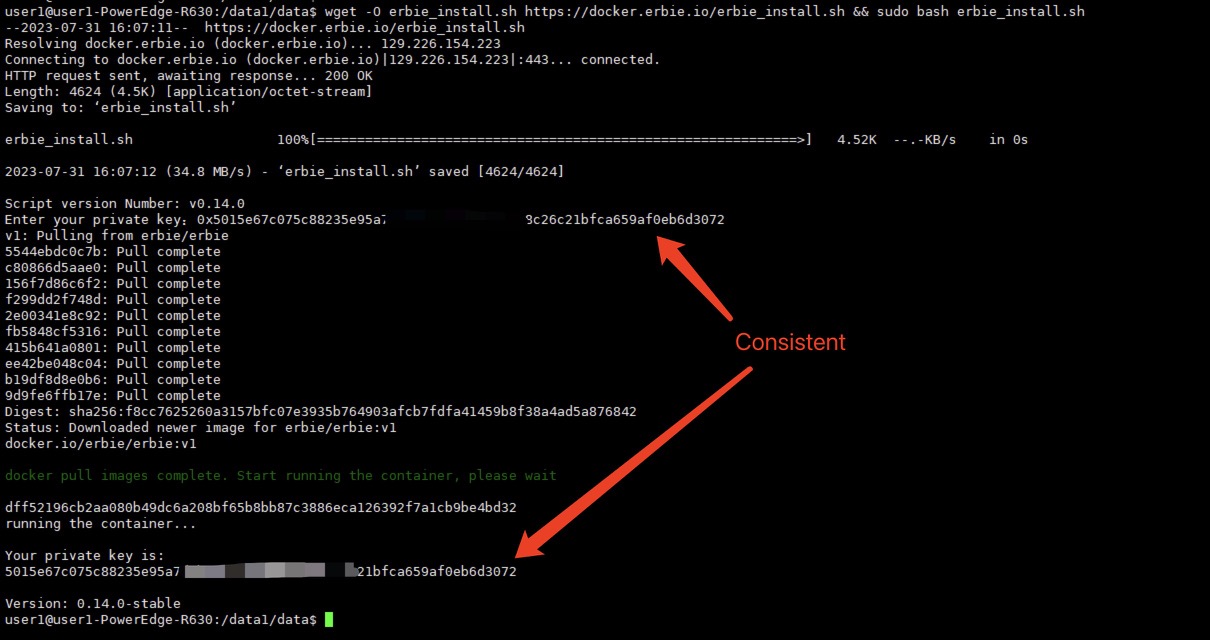 user1@user1-PowerEdge-R630:/data1/data$ wget -O erbie_install.sh https://docker.erbie.io/erbie_install.sh && sudo bash erbie_install.sh
--2023-07-31 16:07:11--  https://docker.erbie.io/erbie_install.sh
Resolving docker.erbie.io (docker.erbie.io)... 129.226.154.223
Connecting to docker.erbie.io (docker.erbie.io)|129.226.154.223|:443... connected.
HTTP request sent, awaiting response... 200 OK
Length: 4624 (4.5K) [application/octet-stream]
Saving to: ‘erbie_install.sh’
erbie_install.sh 100%[============================================================>] 4.52K --.-KB/s in 0s
2023-07-31 16:07:12 (34.8 MB/s) - ‘erbie_install.sh’ saved [4624/4624]
Script version Number: v0.14.0
Enter your private key: 0x5015e67c075c88235e95a7 3c26c21bfca659af0eb6d3072
v1: Pulling from erbie/erbie
5544ebdc0c7b: Pull complete
c80866d5aae0: Pull complete
156f7d86c6f2: Pull complete
f299dd2f748d: Pull complete
2e00341e8c92: Pull complete
fb5848cf5316: Pull complete
415b641a0801: Pull complete
ee42be048c04: Pull complete
b19df8d8e0b6: Pull complete
9d9fe6ffb17e: Pull complete
Digest: sha256:f8cc7625260a3157bfc07e3935b764903afcb7fdfa41459b8f38a4ad5a876842
Status: Downloaded newer image for erbie/erbie:v1
docker.io/erbie/erbie:v1
docker pull images complete. Start running the container, please wait
dff52196cb2aa080b49dc6a208bf65b8bb87c3886eca126392f7a1cb9be4bd32
running the container...
Your private key is:
5015e67c075c88235e95a7 21bfca659af0eb6d3072
Version: 0.14.0-stable
user1@user1-PowerEdge-R630:/data1/data$
Consistent